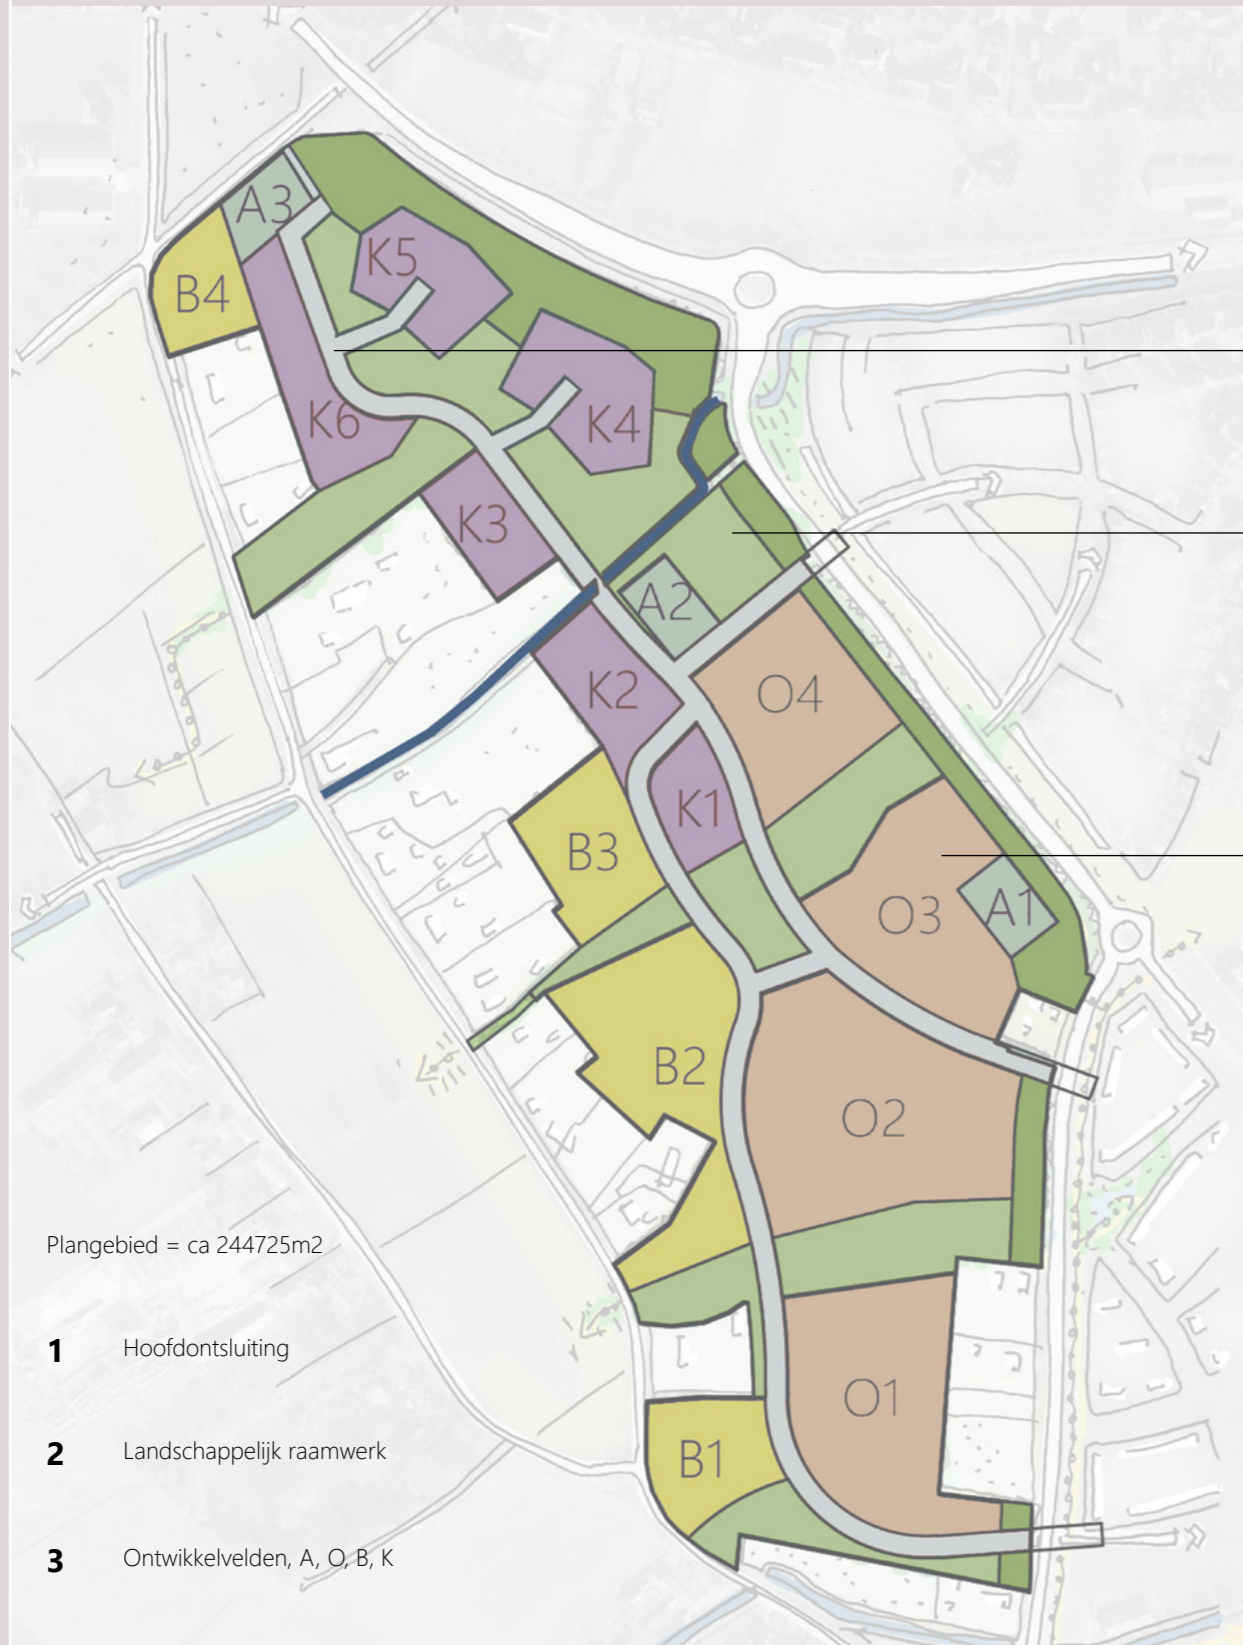 A3
K5
B4
K6
K4
K3
A2
K2
O4
K1
B3
O3
A1
B2
O2
Plangebied = ca 244725m2
1 Hoofdontsluiting
O1
2 Landschappelijk raamwerk
B1
3 Ontwikkelvelden, A, O, B, K